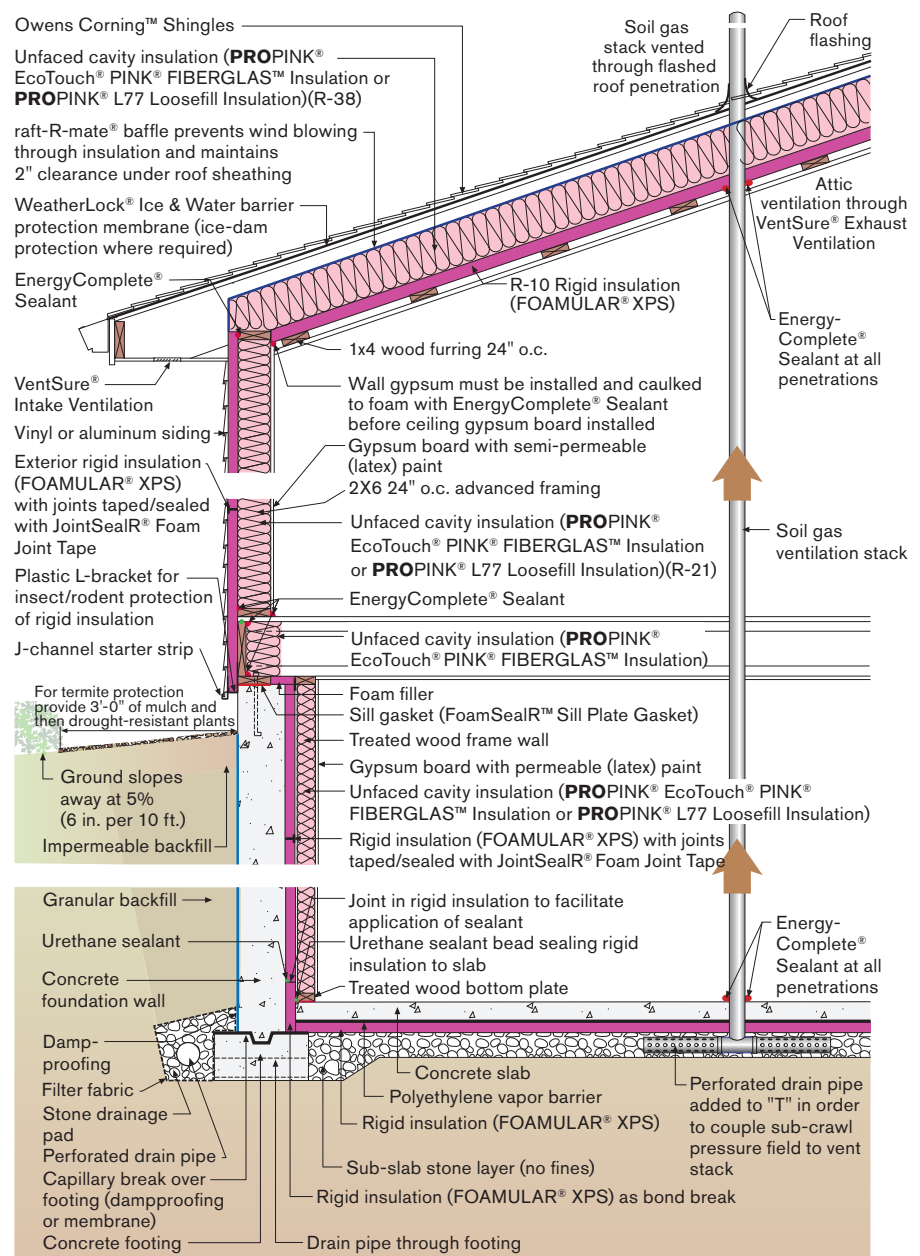 Owens Corning™ Shingles
Unfaced cavity insulation (PROPINK®
EcoTouch® PINK® FIBERGLAS™ Insulation or
PROPINK® L77 Loosefill Insulation)(R-38)
raft-R-mate® baffle prevents wind blowing
through insulation and maintains
2" clearance under roof sheathing
WeatherLock® Ice & Water barrier
protection membrane (ice-dam
protection where required)
EnergyComplete®
Sealant
VentSure®
Intake Ventilation
Vinyl or aluminum siding
Exterior rigid insulation
(FOAMULAR® XPS)
with joints taped/sealed
with JointSealR® Foam
Joint Tape
Plastic L-bracket for
insect/rodent protection
of rigid insulation
J-channel starter strip
For termite protection
provide 3'-0" of mulch and
then drought-resistant plants
Ground slopes
away at 5%
(6 in. per 10 ft.)
Impermeable backfill
Granular backfill
Urethane sealant
Concrete
foundation wall
Damp-
proofing
Filter fabric
Stone drainage
pad
Perforated drain pipe
Capillary break over
footing (dampproofing
or membrane)
Concrete footing
Soil gas
stack vented
through flashed
roof penetration
Roof
flashing
Attic
ventilation through
VentSure® Exhaust
Ventilation
R-10 Rigid insulation
(FOAMULAR® XPS)
Energy-
Complete®
Sealant at all
penetrations
1x4 wood furring 24" o.c.
Wall gypsum must be installed and caulked
to foam with EnergyComplete® Sealant
before ceiling gypsum board installed
Gypsum board with semi-permeable
(latex) paint
2X6 24" o.c. advanced framing
Unfaced cavity insulation (PROPINK®
EcoTouch® PINK® FIBERGLAS™ Insulation
or PROPINK® L77 Loosefill Insulation)(R-21)
Soil gas
ventilation stack
EnergyComplete® Sealant
Unfaced cavity insulation (PROPINK®
EcoTouch® PINK® FIBERGLAS™ Insulation)
Foam filler
Sill gasket (FoamSealR™ Sill Plate Gasket)
Treated wood frame wall
Gypsum board with permeable (latex) paint
Unfaced cavity insulation (PROPINK® EcoTouch® PINK®
FIBERGLAS™ Insulation or PROPINK® L77 Loosefill Insulation)
Rigid insulation (FOAMULAR® XPS) with joints
taped/sealed with JointSealR® Foam Joint Tape
Joint in rigid insulation to facilitate
application of sealant
Urethane sealant bead sealing rigid
insulation to slab
Treated wood bottom plate
Energy-
Complete®
Sealant at all
penetrations
Concrete slab
Polyethylene vapor barrier
Rigid insulation (FOAMULAR® XPS)
Perforated drain pipe
added to "T" in order
to couple sub-crawl
pressure field to vent
stack
Sub-slab stone layer (no fines)
Rigid insulation (FOAMULAR® XPS) as bond break
Drain pipe through footing